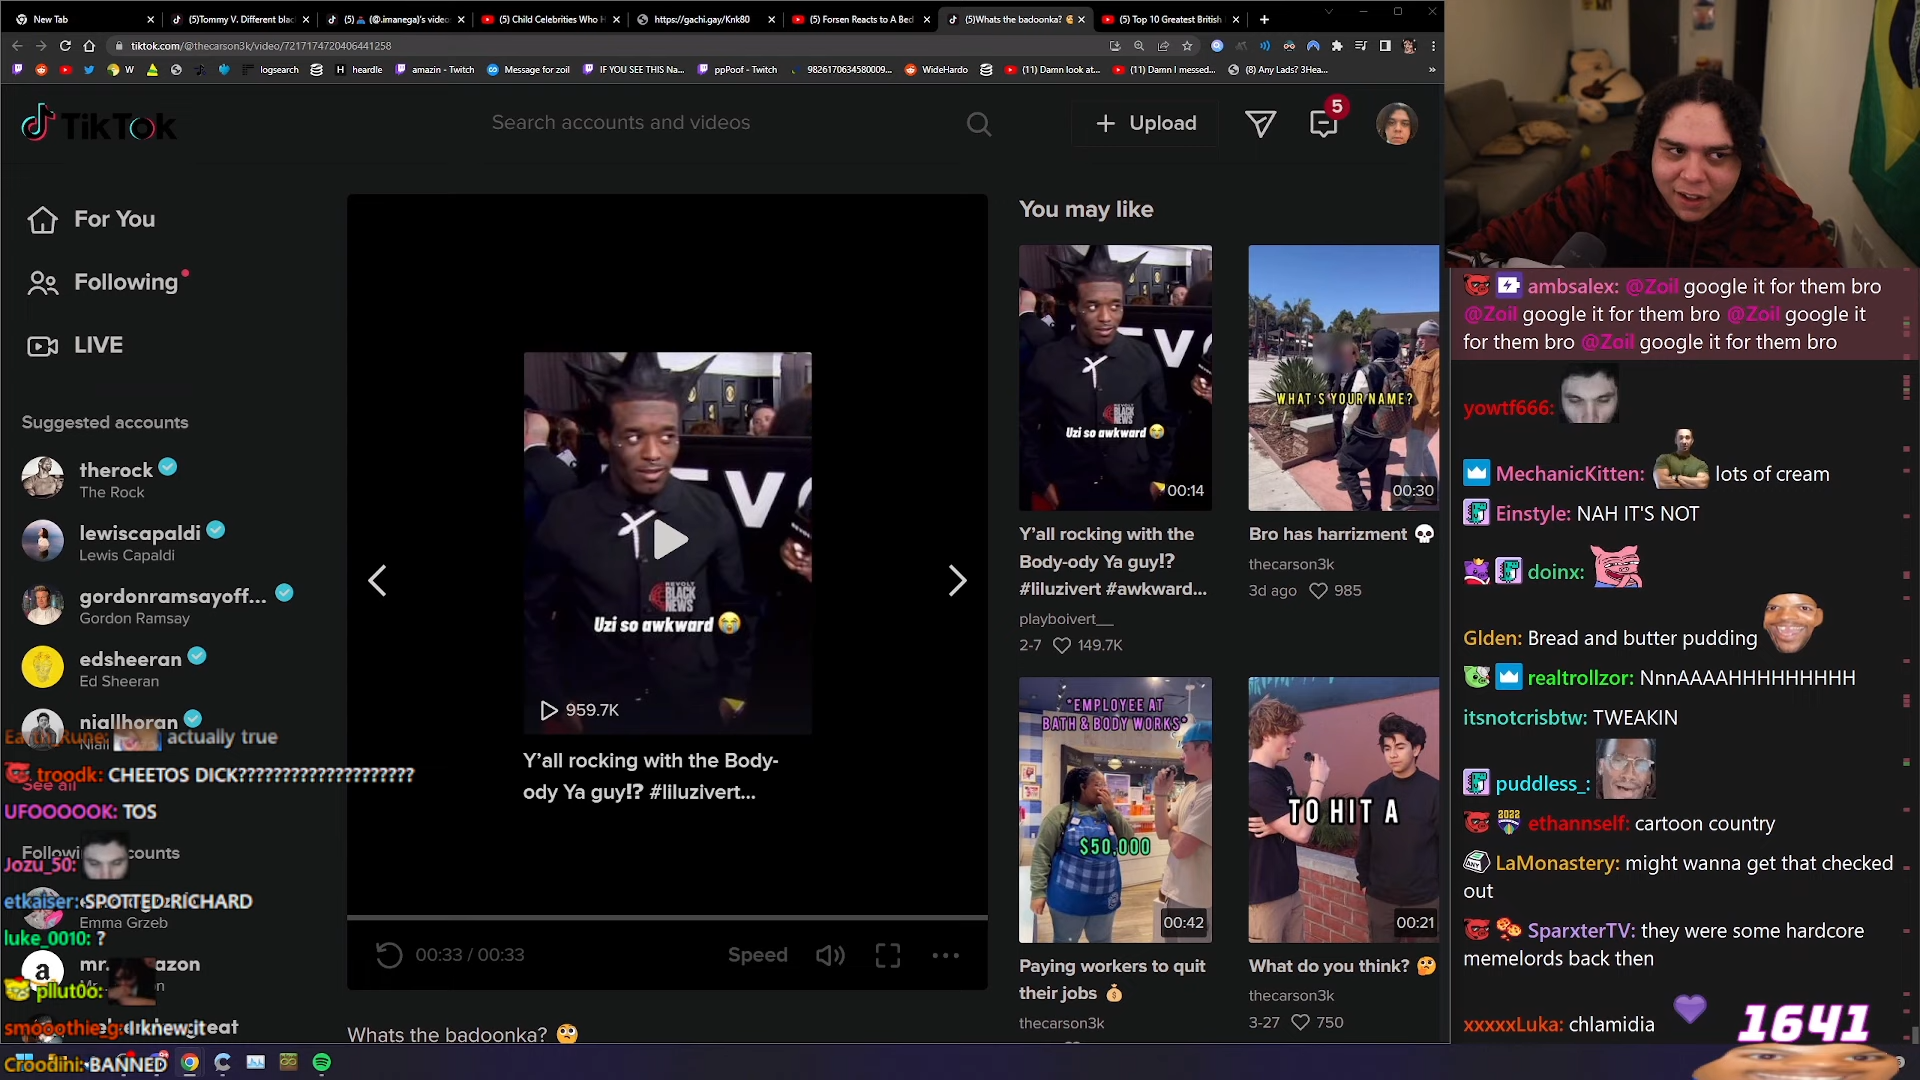 New Tab
(5)Tommy V. Different blac
(5)
(@.imanega)'s video
(5) Child Celebrities Who H
https://gachi.gay/Knk80
(5) Forsen Reacts to A Bed
(5)Whats the badoonka?
(5) Top 10 Greatest British
tiktok.com/@thecarson3k/video/7217174720406441258
W
logsearch
H heardle
amazin - Twitch
Message for zoil
IF YOU SEE THIS Na...
ppPoof - Twitch
9826170634580009...
WideHardo
(11) Damn look at...
(11) Damn I messed...
(8) Any Lads? 3Hea...
TikTok
Search accounts and videos
Upload
5
For You
Following
LIVE
Suggested accounts
therock
The Rock
lewiscapaldi
Lewis Capaldi
gordonramsayoff...
Gordon Ramsay
edsheeran
Ed Sheeran
niallhoran
See all
Emma Grzeb
actually true
troodk: CHEETOS DICK????????????????????
UFOOOOOK: TOS
Jozu_50:
etkaiser: SPOTTED RICHARD
luke_0010: ?
pllut0o:
Croodini: BANNED
REVOLT
BLACK
NEWS
Uzi so awkward 😭
959.7K
Y'all rocking with the Body-
ody Ya guy⁉ #liluzivert...
00:33 / 00:33
Speed
Whats the badoonka? 🤨
You may like
REVOLT
BLACK
NEWS
Uzi so awkward 😭
00:14
Y'all rocking with the
Body-ody Ya guy⁉
#liluzivert #awkward...
playboivert__
2-7
149.7K
WHAT'S YOUR NAME?
00:30
Bro has harrizment 💀
thecarson3k
3d ago
985
*EMPLOYEE AT
BATH & BODY WORKS*
$50,000
00:42
Paying workers to quit
their jobs 💰
thecarson3k
TO HIT A
00:21
What do you think? 🤔
thecarson3k
3-27
750
ambsalex: @Zoil google it for them bro
@Zoil google it for them bro @Zoil google it
for them bro @Zoil google it for them bro
yowtf666:
MechanicKitten: lots of cream
Einstyle: NAH IT'S NOT
doinx:
Glden: Bread and butter pudding
realtrollzor: NnnAAAAHHHHHHHHHH
itsnotcrisbtw: TWEAKIN
puddless_:
2022
ethannself: cartoon country
LaMonastery: might wanna get that checked
out
SparxterTV: they were some hardcore
memelords back then
xxxxxLuka: chlamidia
1641